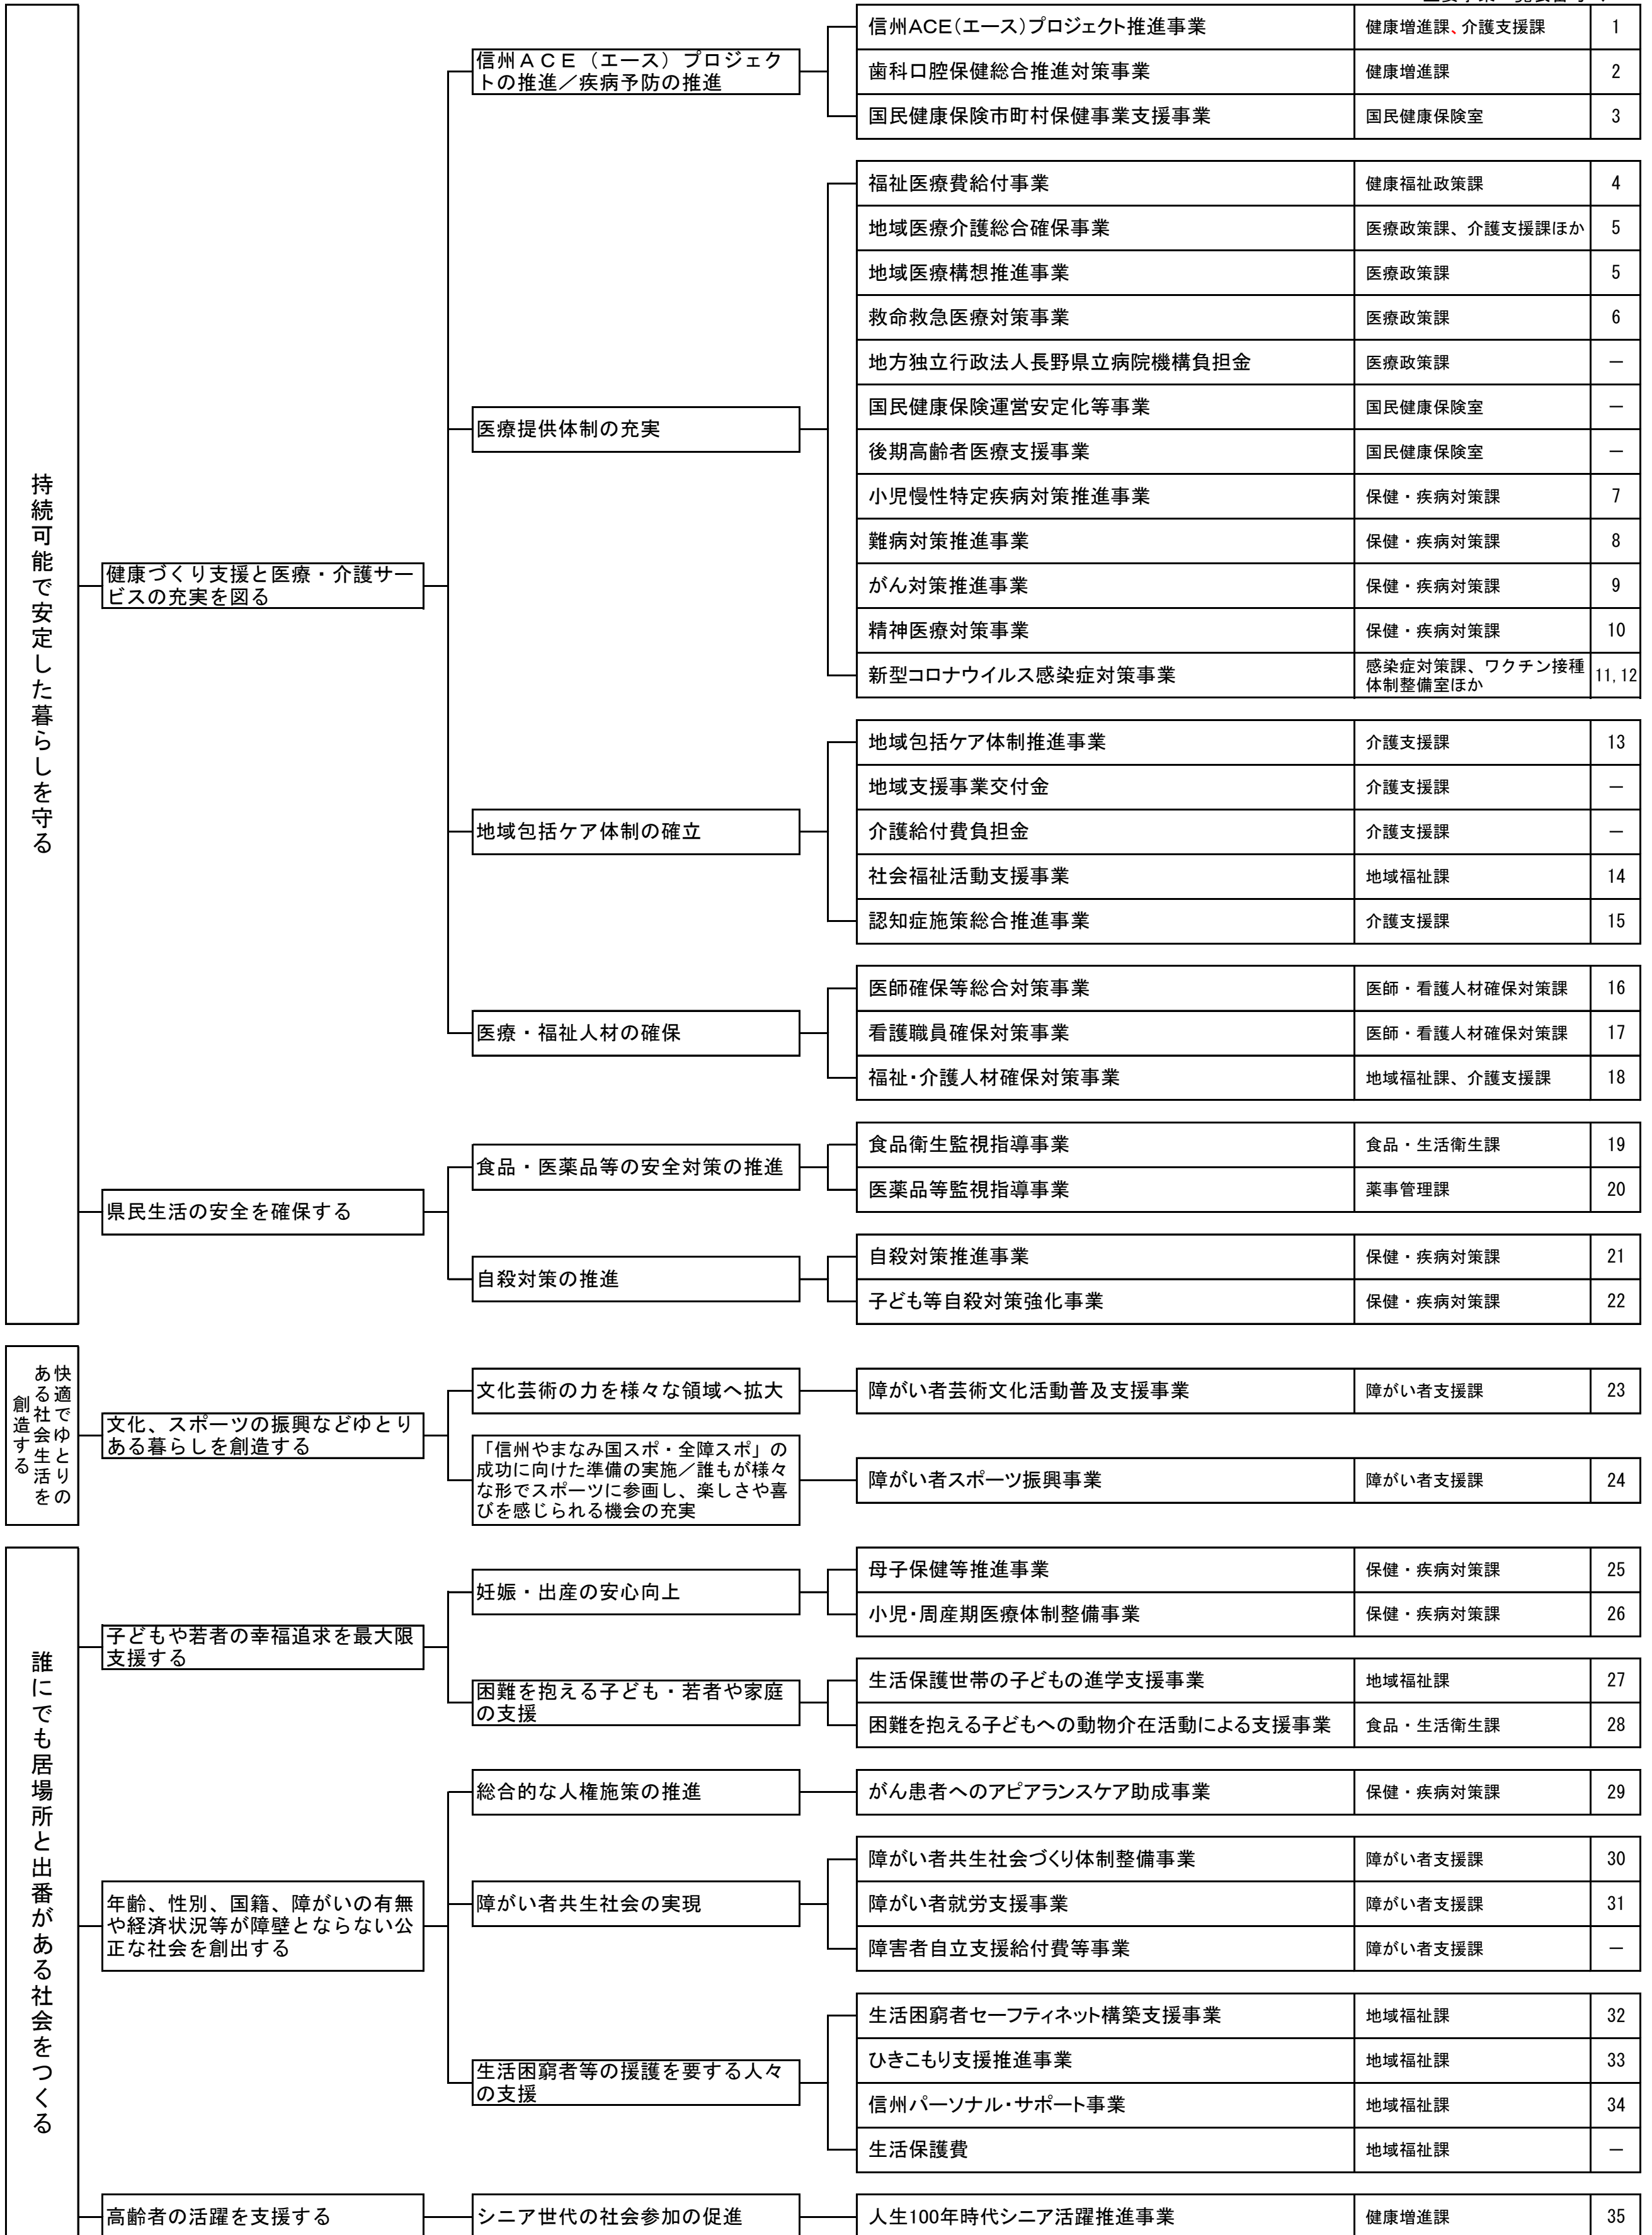 持続可能で安定した暮らしを守る
健康づくり支援と医療・介護サー
ビスの充実を図る
信州ＡＣＥ（エース）プロジェク
トの推進／疾病予防の推進
信州ACE（エース）プロジェクト推進事業 健康増進課、介護支援課 1
歯科口腔保健総合推進対策事業 健康増進課 2
国民健康保険市町村保健事業支援事業 国民健康保険室 3
医療提供体制の充実
福祉医療費給付事業 健康福祉政策課 4
地域医療介護総合確保事業 医療政策課、介護支援課ほか 5
地域医療構想推進事業 医療政策課 5
救命救急医療対策事業 医療政策課 6
地方独立行政法人長野県立病院機構負担金 医療政策課 －
国民健康保険運営安定化等事業 国民健康保険室 －
後期高齢者医療支援事業 国民健康保険室 －
小児慢性特定疾病対策推進事業 保健・疾病対策課 7
難病対策推進事業 保健・疾病対策課 8
がん対策推進事業 保健・疾病対策課 9
精神医療対策事業 保健・疾病対策課 10
新型コロナウイルス感染症対策事業 感染症対策課、ワクチン接種
体制整備室ほか 11,12
地域包括ケア体制の確立
地域包括ケア体制推進事業 介護支援課 13
地域支援事業交付金 介護支援課 －
介護給付費負担金 介護支援課 －
社会福祉活動支援事業 地域福祉課 14
認知症施策総合推進事業 介護支援課 15
医療・福祉人材の確保
医師確保等総合対策事業 医師・看護人材確保対策課 16
看護職員確保対策事業 医師・看護人材確保対策課 17
福祉・介護人材確保対策事業 地域福祉課、介護支援課 18
県民生活の安全を確保する
食品・医薬品等の安全対策の推進
食品衛生監視指導事業 食品・生活衛生課 19
医薬品等監視指導事業 薬事管理課 20
自殺対策の推進
自殺対策推進事業 保健・疾病対策課 21
子ども等自殺対策強化事業 保健・疾病対策課 22
快適でゆとりの
ある社会生活を
創造する
文化、スポーツの振興などゆとり
ある暮らしを創造する
文化芸術の力を様々な領域へ拡大
障がい者芸術文化活動普及支援事業 障がい者支援課 23
「信州やまなみ国スポ・全障スポ」の
成功に向けた準備の実施／誰もが様々
な形でスポーツに参画し、楽しさや喜
びを感じられる機会の充実
障がい者スポーツ振興事業 障がい者支援課 24
誰にでも居場所と出番がある社会をつくる
子どもや若者の幸福追求を最大限
支援する
妊娠・出産の安心向上
母子保健等推進事業 保健・疾病対策課 25
小児・周産期医療体制整備事業 保健・疾病対策課 26
困難を抱える子ども・若者や家庭
の支援
生活保護世帯の子どもの進学支援事業 地域福祉課 27
困難を抱える子どもへの動物介在活動による支援事業 食品・生活衛生課 28
年齢、性別、国籍、障がいの有無
や経済状況等が障壁とならない公
正な社会を創出する
総合的な人権施策の推進
がん患者へのアピアランスケア助成事業 保健・疾病対策課 29
障がい者共生社会の実現
障がい者共生社会づくり体制整備事業 障がい者支援課 30
障がい者就労支援事業 障がい者支援課 31
障害者自立支援給付費等事業 障がい者支援課 －
生活困窮者等の援護を要する人々
の支援
生活困窮者セーフティネット構築支援事業 地域福祉課 32
ひきこもり支援推進事業 地域福祉課 33
信州パーソナル・サポート事業 地域福祉課 34
生活保護費 地域福祉課 －
高齢者の活躍を支援する
シニア世代の社会参加の促進
人生100年時代シニア活躍推進事業 健康増進課 35